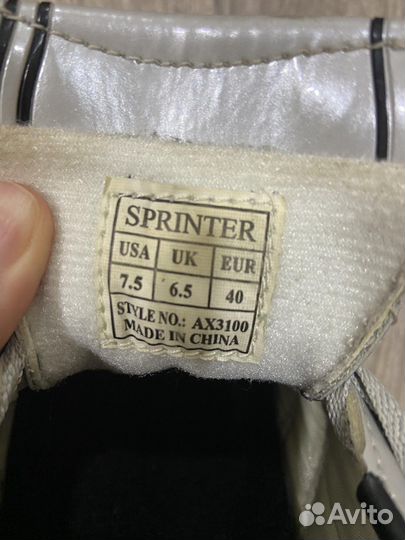 SPRINTER
USA UK EUR
7.5 6.5 40
STYLE NO.: AX3100
MADE IN CHINA
Avito